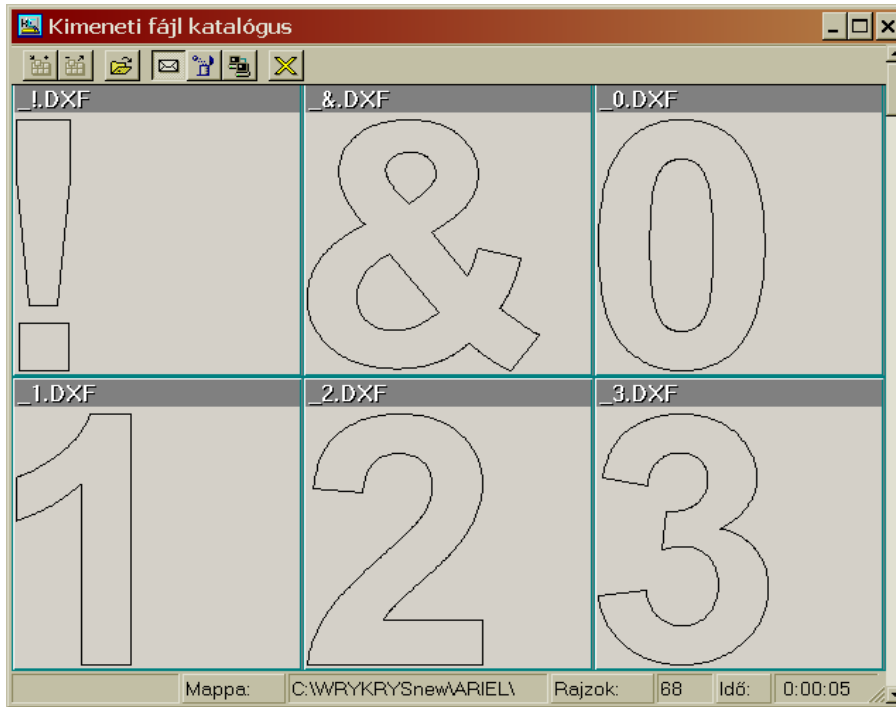 Kimeneti fájl katalógus
_!.DXF _&.DXF _0.DXF
! & 0
_1.DXF _2.DXF _3.DXF
1 2 3
Mappa: C:\WRYKRYSnew\ARIEL\ Rajzok: 68 Idő: 0:00:05